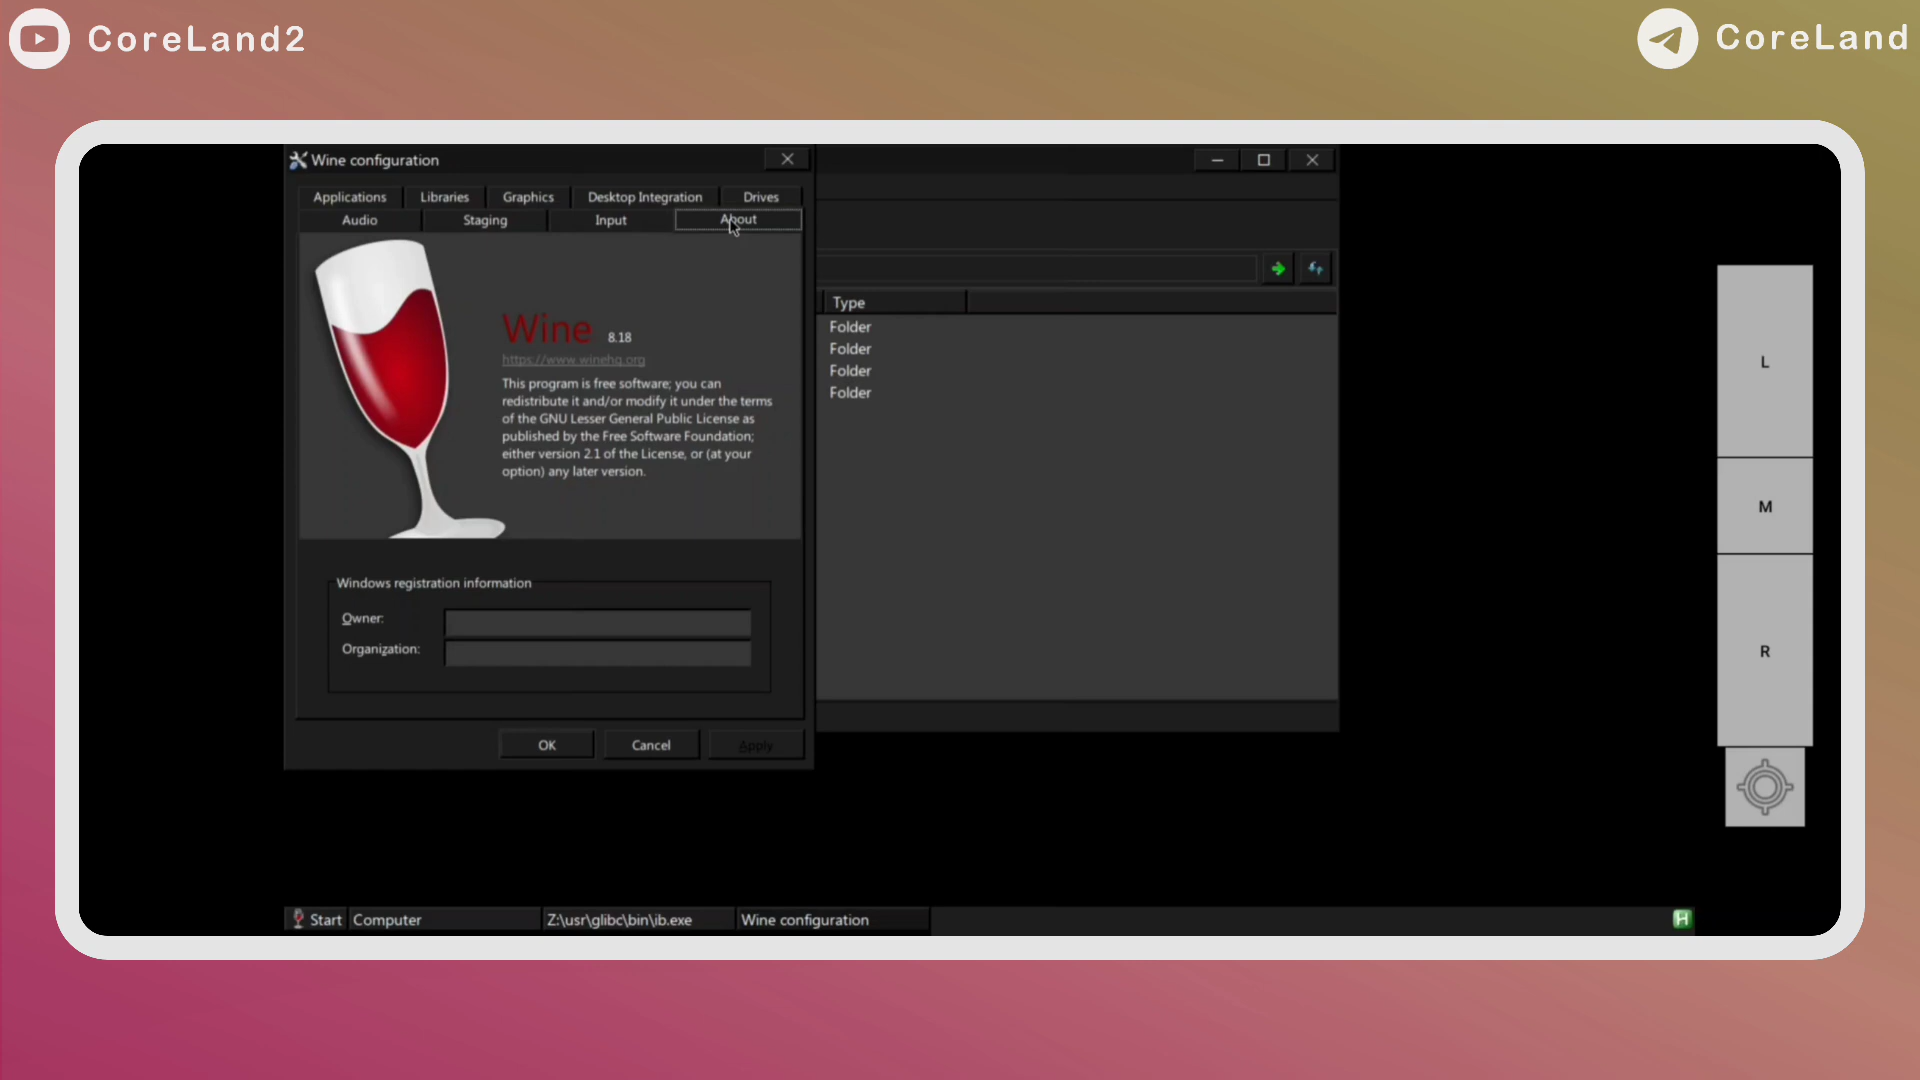 CoreLand2
CoreLand
Wine configuration
Applications
Libraries
Graphics
Desktop Integration
Drives
Audio
Staging
Input
About
Wine 8.18
https://www.winehq.org
This program is free software; you can
redistribute it and/or modify it under the terms
of the GNU Lesser General Public License as
published by the Free Software Foundation;
either version 2.1 of the License, or (at your
option) any later version.
Windows registration information
Owner:
Organization:
OK
Cancel
Apply
Type
Folder
Folder
Folder
Folder
L
M
R
Start
Computer
Z:\usr\glibc\bin\ib.exe
Wine configuration
H